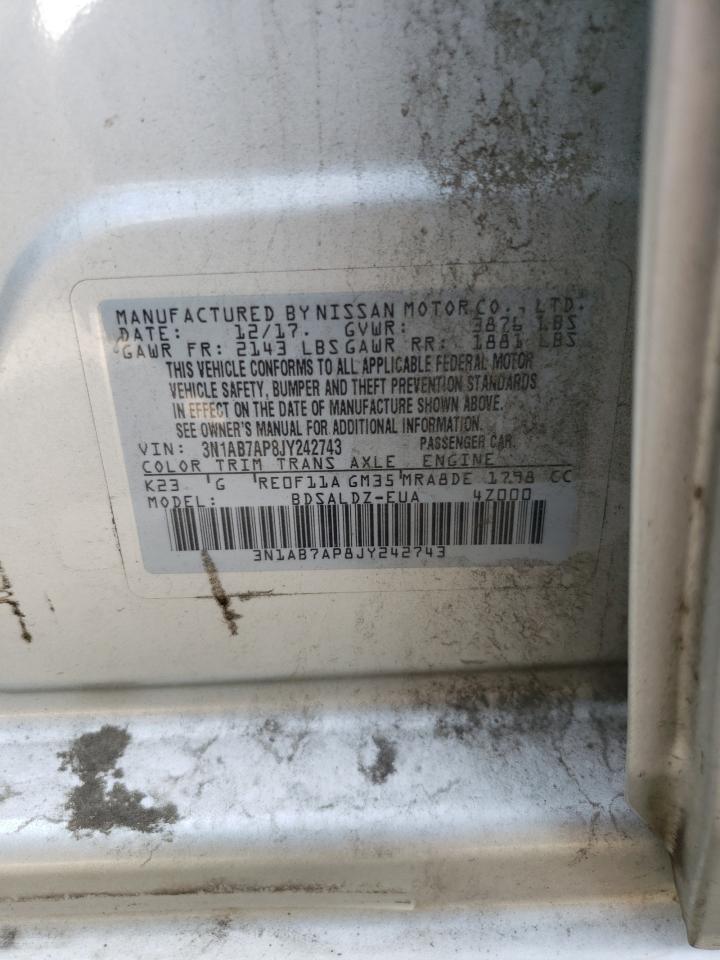 MANUFACTURED BY NISSAN MOTOR CO., LTD.
DATE: 12/17. GVWR: 3876 LBS
GAWR FR: 2143 LBS GAWR RR: 1881 LBS
THIS VEHICLE CONFORMS TO ALL APPLICABLE FEDERAL MOTOR
VEHICLE SAFETY, BUMPER AND THEFT PREVENTION STANDARDS
IN EFFECT ON THE DATE OF MANUFACTURE SHOWN ABOVE.
SEE OWNER'S MANUAL FOR ADDITIONAL INFORMATION.
VIN: 3N1AB7AP8JY242743 PASSENGER CAR.
COLOR TRIM TRANS AXLE ENGINE
K23 G RE0F11A GM35 MRA8DE 1798 CC
MODEL: BDSALDZ-EUA 4Z000
3N1AB7AP8JY242743